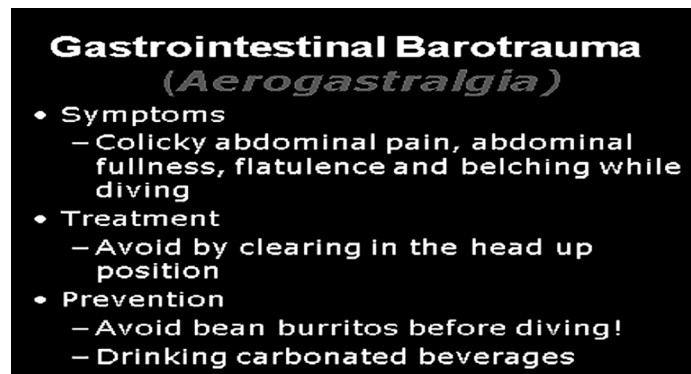 Gastrointestinal Barotrauma
(Aerogastralgia)
• Symptoms
– Colicky abdominal pain, abdominal
fullness, flatulence and belching while
diving
• Treatment
– Avoid by clearing in the head up
position
• Prevention
– Avoid bean burritos before diving!
– Drinking carbonated beverages